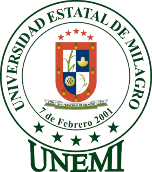 UNIVERSIDAD ESTATAL DE MILAGRO
7 de Febrero 2001
UNEMI